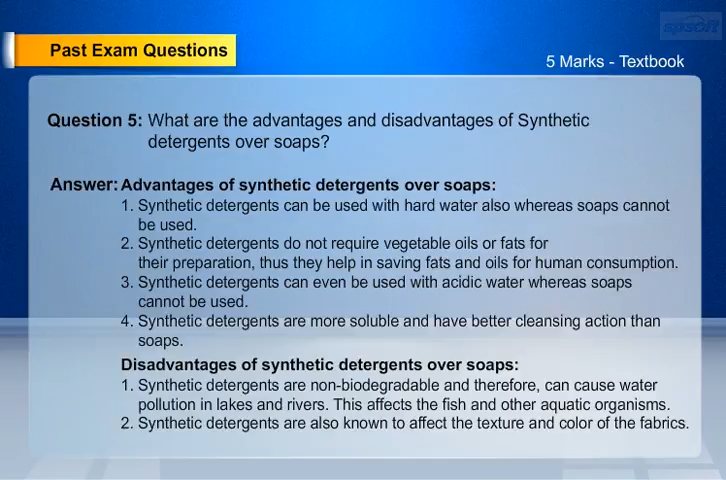 apsoft
Past Exam Questions
5 Marks - Textbook
Question 5: What are the advantages and disadvantages of Synthetic
detergents over soaps?
Answer: Advantages of synthetic detergents over soaps:
1. Synthetic detergents can be used with hard water also whereas soaps cannot
be used.
2. Synthetic detergents do not require vegetable oils or fats for
their preparation, thus they help in saving fats and oils for human consumption.
3. Synthetic detergents can even be used with acidic water whereas soaps
cannot be used.
4. Synthetic detergents are more soluble and have better cleansing action than
soaps.
Disadvantages of synthetic detergents over soaps:
1. Synthetic detergents are non-biodegradable and therefore, can cause water
pollution in lakes and rivers. This affects the fish and other aquatic organisms.
2. Synthetic detergents are also known to affect the texture and color of the fabrics.